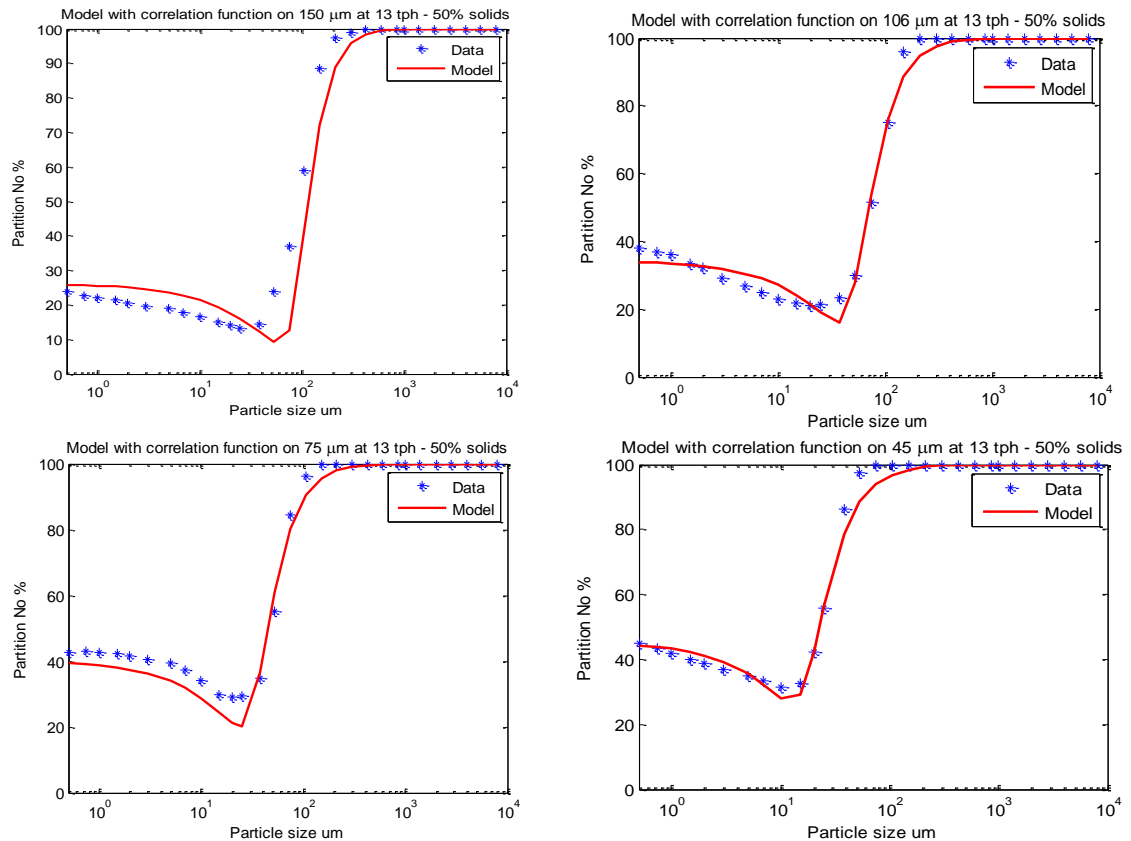 Model with correlation function on 150 μm at 13 tph - 50% solids
100
90
80
70
60
50
40
30
20
10
0
Partition No %
Data
Model
10^0
10^1
10^2
10^3
10^4
Particle size um
Model with correlation function on 106 μm at 13 tph - 50% solids
100
80
60
40
20
0
Partition No %
Data
Model
10^0
10^1
10^2
10^3
10^4
Particle size um
Model with correlation function on 75 μm at 13 tph - 50% solids
100
80
60
40
20
0
Partition No %
Data
Model
10^0
10^1
10^2
10^3
10^4
Particle size um
Model with correlation function on 45 μm at 13 tph - 50% solids
100
80
60
40
20
0
Partition No %
Data
Model
10^0
10^1
10^2
10^3
10^4
Particle size um